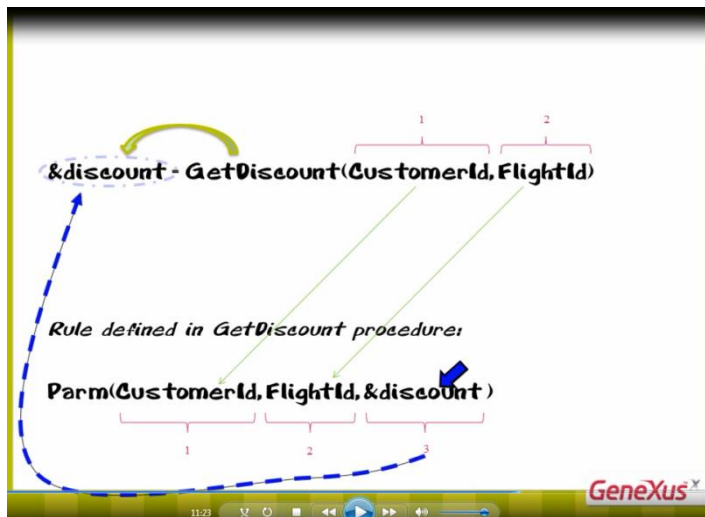 1 2
&discount = GetDiscount(CustomerId, FlightId)
Rule defined in GetDiscount procedure:
Parm(CustomerId, FlightId, &discount )
1 2 3
GeneXus X
11:23